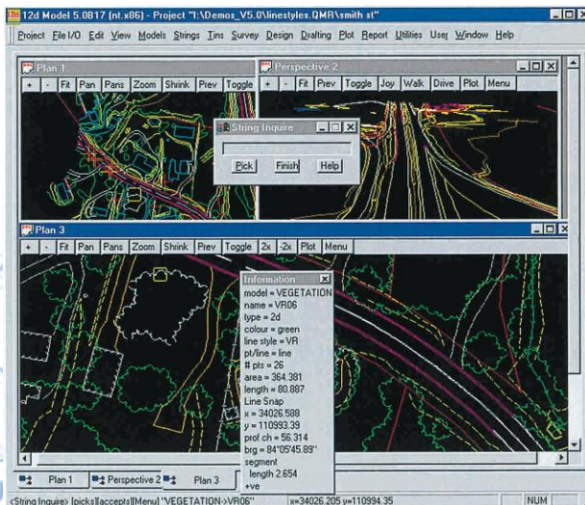 12d Model 5.0817 (nt.x86) - Project "I:\Demos_V5.0\linestyles.QMR\smith st"
Project File I/O Edit View Models Strings Tins Survey Design Drafting Plot Report Utilities User Window Help
Plan 1
+ - Fit Pan Pans Zoom Shrink Prev Toggle
Perspective 2
+ - Fit Prev Toggle Joy Walk Drive Plot Menu
String Inquire
Pick Finish Help
Plan 3
+ - Fit Pan Pans Zoom Shrink Prev Toggle 2x -2x Plot Menu
Information
model = VEGETATION
name = VR06
type = 2d
colour = green
line style = VR
pt/line = line
# pts = 26
area = 364.381
length = 80.887
Line Snap
x = 34026.588
y = 110993.39
prof ch = 56.314
brg = 84°05'45.89"
segment
length 2.654
+ve
Plan 1 Perspective 2 Plan 3
<String Inquire> [picks][accepts][Menu] "VEGETATION->VR06" x=34026.205 y=110994.35 NUM